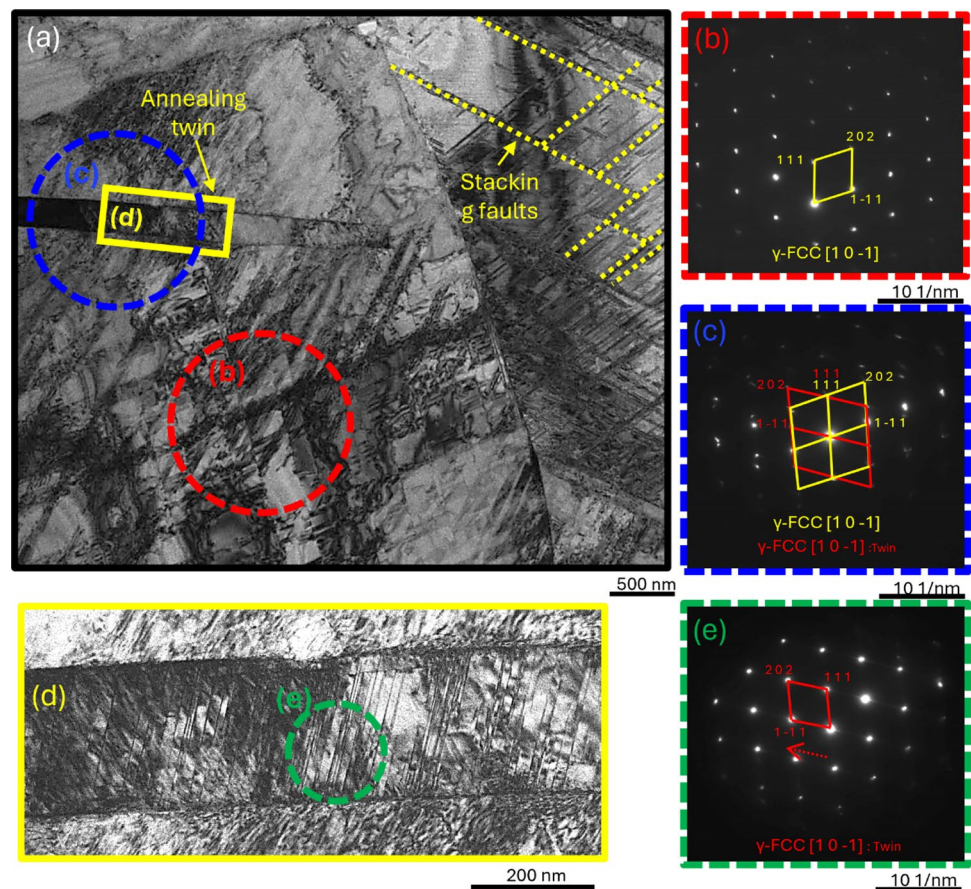 (a)
Annealing
twin
(c)
(d)
Stackin
g faults
(b)
500 nm
(b)
2 0 2
1 1 1
1 -1 1
γ-FCC [1 0 -1]
10 1/nm
(c)
1 1 1
2 0 2
1 1 1
2 0 2
1 -1 1
1 -1 1
γ-FCC [1 0 -1]
γ-FCC [1 0 -1] :Twin
10 1/nm
(d)
(e)
200 nm
(e)
2 0 2
1 1 1
1 -1 1
γ-FCC [1 0 -1] : Twin
10 1/nm